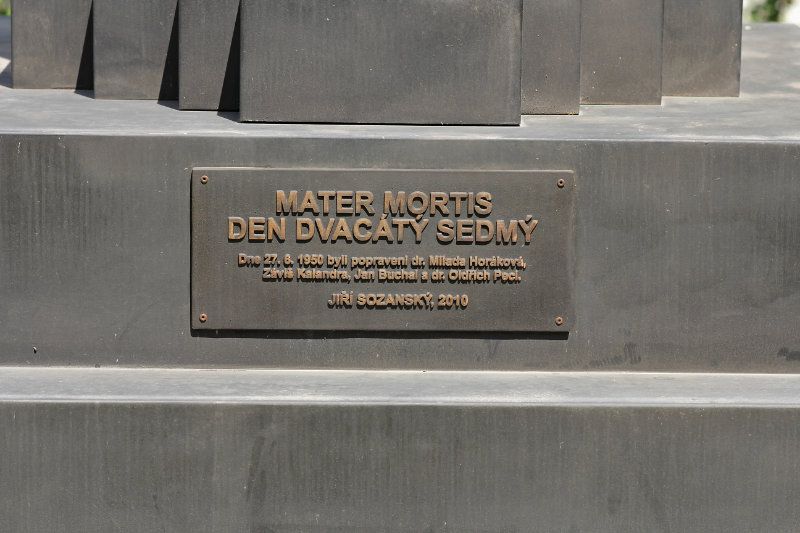 MATER MORTIS
DEN DVACÁTÝ SEDMÝ
Dne 27. 6. 1950 byli popraveni dr. Milada Horáková,
Záviš Kalandra, Jan Buchal a dr. Oldřich Pecl.
JIŘÍ SOZANSKÝ, 2010